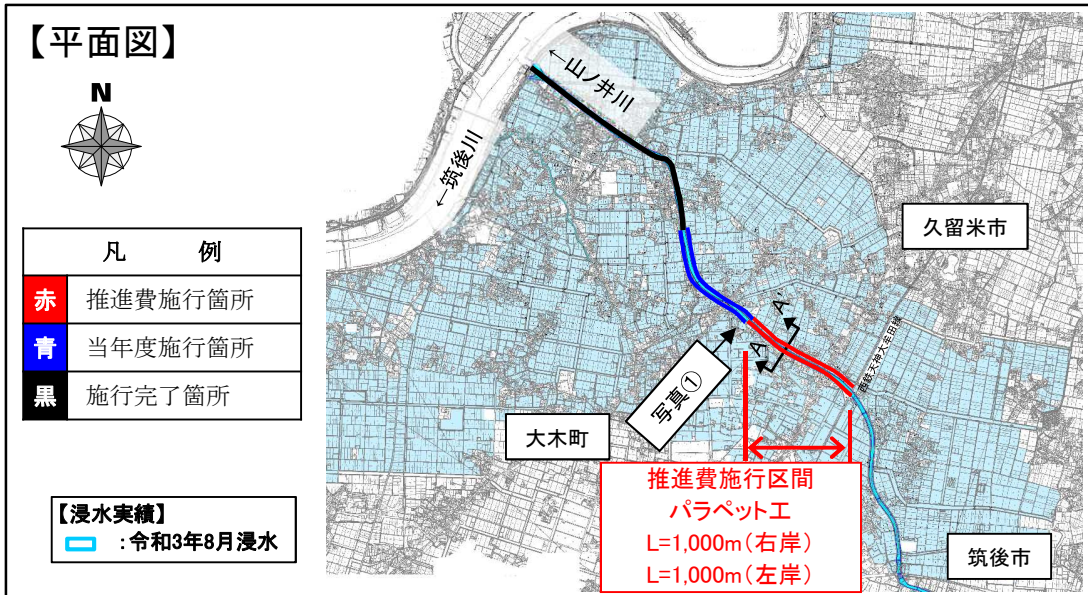 【平面図】
N
←山ノ井川
←筑後川
凡 例
赤 推進費施行箇所
青 当年度施行箇所
黒 施行完了箇所
久留米市
A'
A
西鉄天神大牟田線
写真①
大木町
推進費施行区間
パラペット工
L=1,000m(右岸)
L=1,000m(左岸)
筑後市
【浸水実績】
:令和3年8月浸水